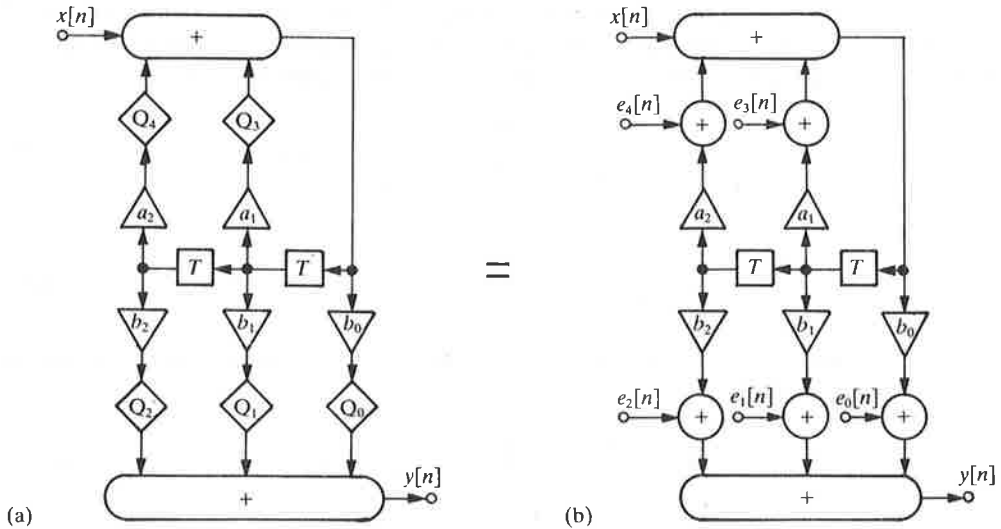 x[n]
+
Q₄ Q₃
a₂ a₁
T T
b₂ b₁ b₀
Q₂ Q₁ Q₀
+ y[n]
(a)
=
x[n]
+
e₄[n] + e₃[n] +
a₂ a₁
T T
b₂ b₁ b₀
e₂[n] + e₁[n] + e₀[n] +
+ y[n]
(b)